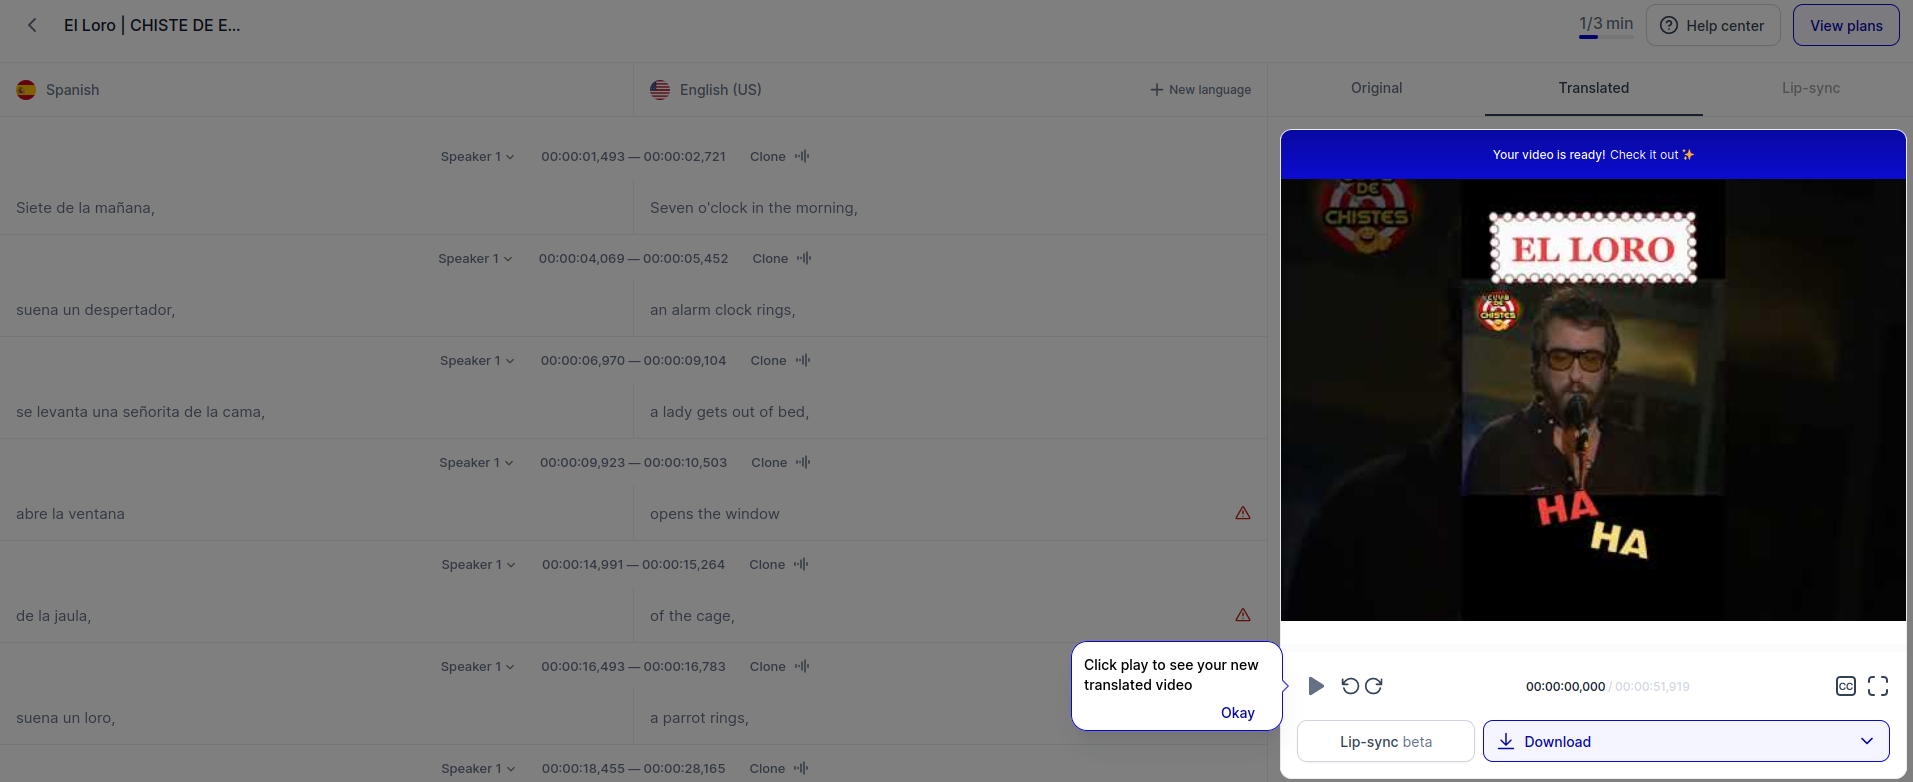 El Loro | CHISTE DE E...
1/3 min
Help center
View plans
Spanish
English (US)
New language
Original
Translated
Lip-sync
Speaker 1
00:00:01,493 — 00:00:02,721
Clone
Siete de la mañana,
Seven o'clock in the morning,
Speaker 1
00:00:04,069 — 00:00:05,452
Clone
suena un despertador,
an alarm clock rings,
Speaker 1
00:00:06,970 — 00:00:09,104
Clone
se levanta una señorita de la cama,
a lady gets out of bed,
Speaker 1
00:00:09,923 — 00:00:10,503
Clone
abre la ventana
opens the window
Speaker 1
00:00:14,991 — 00:00:15,264
Clone
de la jaula,
of the cage,
Speaker 1
00:00:16,493 — 00:00:16,783
Clone
suena un loro,
a parrot rings,
Speaker 1
00:00:18,455 — 00:00:28,165
Clone
Your video is ready! Check it out
DE
CHISTES
EL LORO
CLUB
DE
CHISTES
HA
HA
Click play to see your new
translated video
Okay
00:00:00,000 / 00:00:51,919
CC
Lip-sync beta
Download